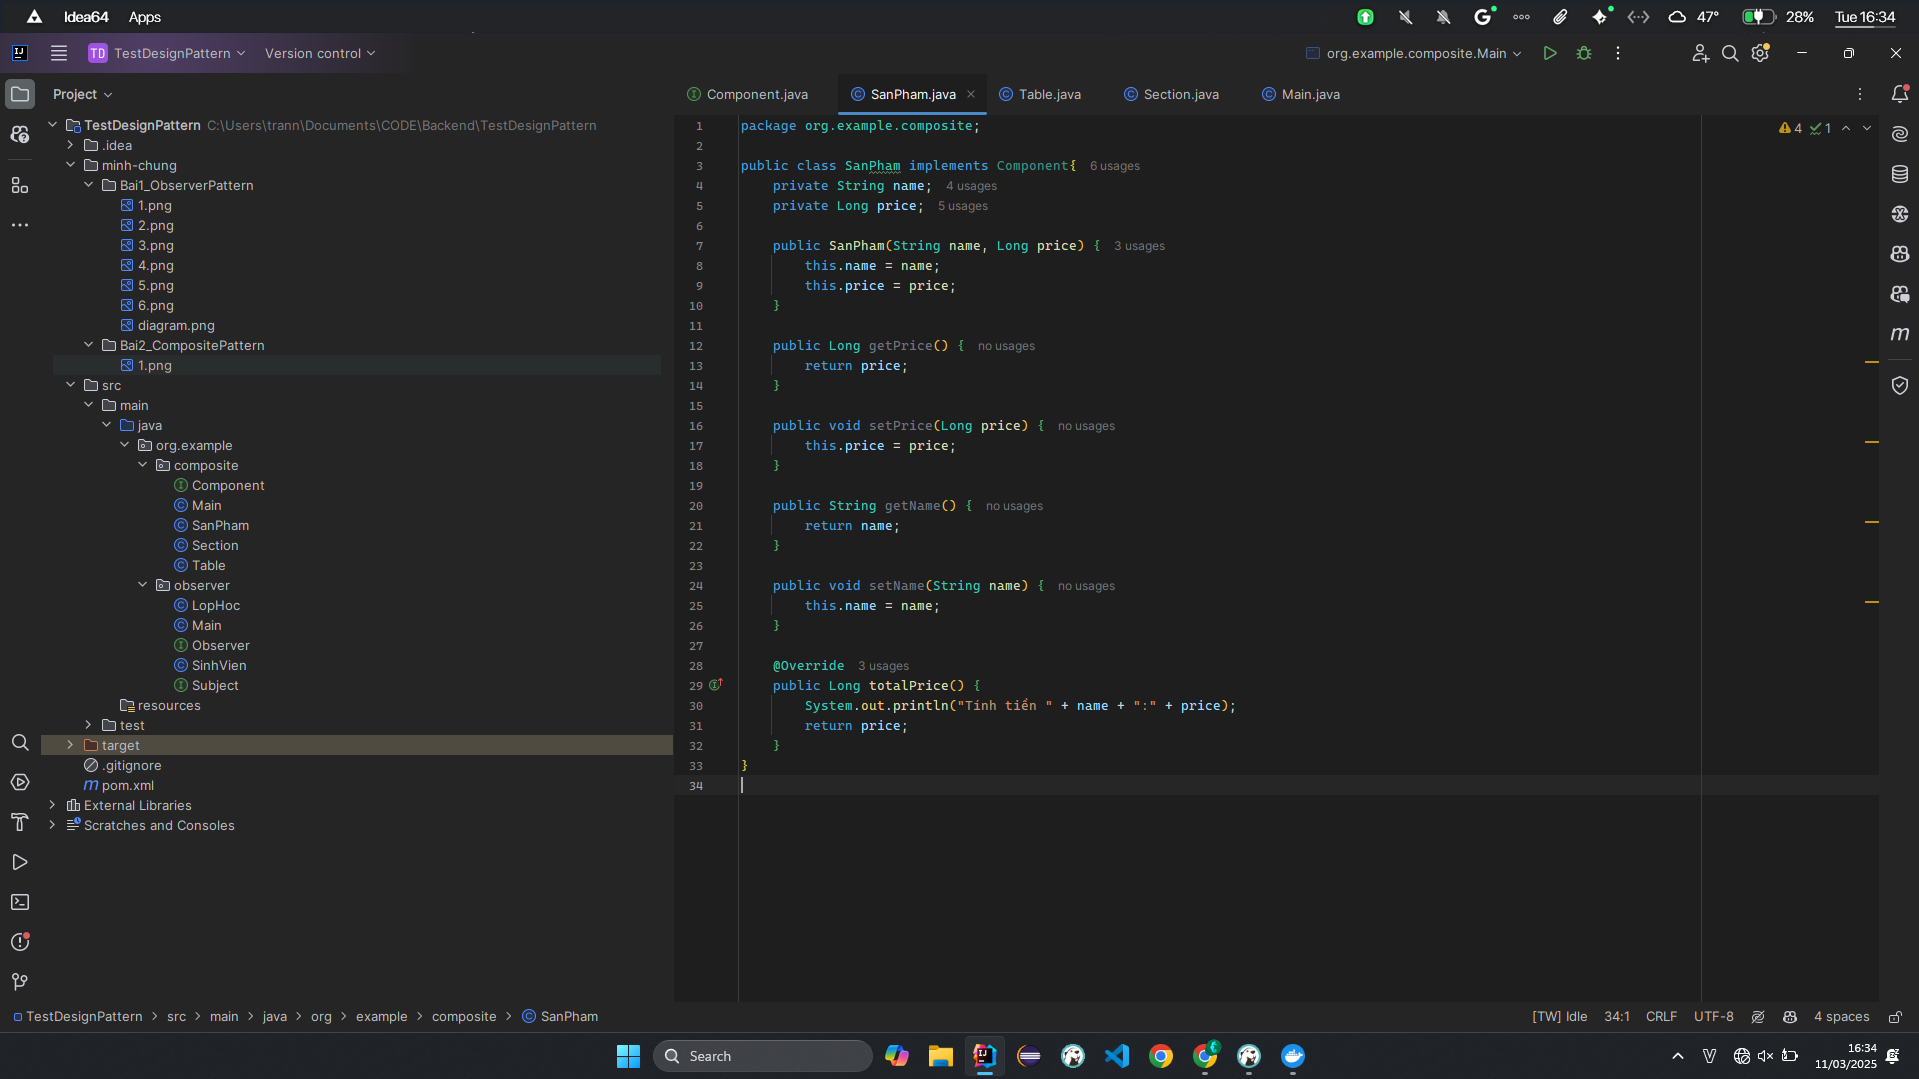 Idea64 Apps
47° 28% Tue 16:34
TD TestDesignPattern Version control org.example.composite.Main
Project
Component.java SanPham.java Table.java Section.java Main.java
TestDesignPattern C:\Users\trann\Documents\CODE\Backend\TestDesignPattern
.idea
minh-chung
Bai1_ObserverPattern
1.png
2.png
3.png
4.png
5.png
6.png
diagram.png
Bai2_CompositePattern
1.png
src
main
java
org.example
composite
Component
Main
SanPham
Section
Table
observer
LopHoc
Main
Observer
SinhVien
Subject
resources
test
target
.gitignore
pom.xml
External Libraries
Scratches and Consoles
4 1
1 package org.example.composite;
2
3 public class SanPham implements Component{ 6 usages
4 private String name; 4 usages
5 private Long price; 5 usages
6
7 public SanPham(String name, Long price) { 3 usages
8 this.name = name;
9 this.price = price;
10 }
11
12 public Long getPrice() { no usages
13 return price;
14 }
15
16 public void setPrice(Long price) { no usages
17 this.price = price;
18 }
19
20 public String getName() { no usages
21 return name;
22 }
23
24 public void setName(String name) { no usages
25 this.name = name;
26 }
27
28 @Override 3 usages
29 public Long totalPrice() {
30 System.out.println("Tính tiền " + name + ":" + price);
31 return price;
32 }
33 }
34
TestDesignPattern > src > main > java > org > example > composite > SanPham
[TW] Idle 34:1 CRLF UTF-8 4 spaces
Search
16:34
11/03/2025